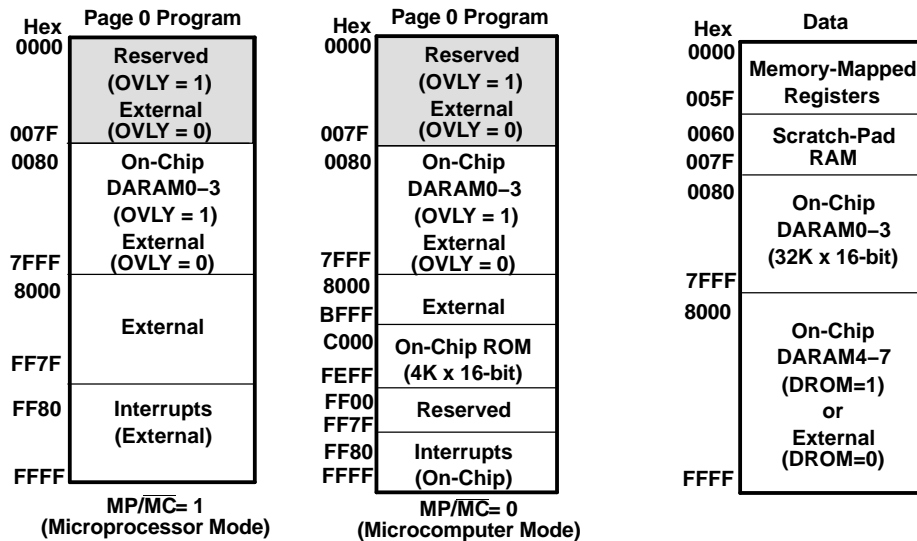 Page 0 Program
Hex
0000
Reserved
(OVLY = 1)
External
(OVLY = 0)
007F
0080
On-Chip
DARAM0–3
(OVLY = 1)
External
(OVLY = 0)
7FFF
8000
External
FF7F
FF80
Interrupts
(External)
FFFF
MP/MC= 1
(Microprocessor Mode)
Page 0 Program
Hex
0000
Reserved
(OVLY = 1)
External
(OVLY = 0)
007F
0080
On-Chip
DARAM0–3
(OVLY = 1)
External
(OVLY = 0)
7FFF
8000
External
BFFF
C000
On-Chip ROM
(4K x 16-bit)
FEFF
FF00
Reserved
FF7F
FF80
Interrupts
(On-Chip)
FFFF
MP/MC= 0
(Microcomputer Mode)
Data
Hex
0000
Memory-Mapped
Registers
005F
0060
Scratch-Pad
RAM
007F
0080
On-Chip
DARAM0–3
(32K x 16-bit)
7FFF
8000
On-Chip
DARAM4–7
(DROM=1)
or
External
(DROM=0)
FFFF